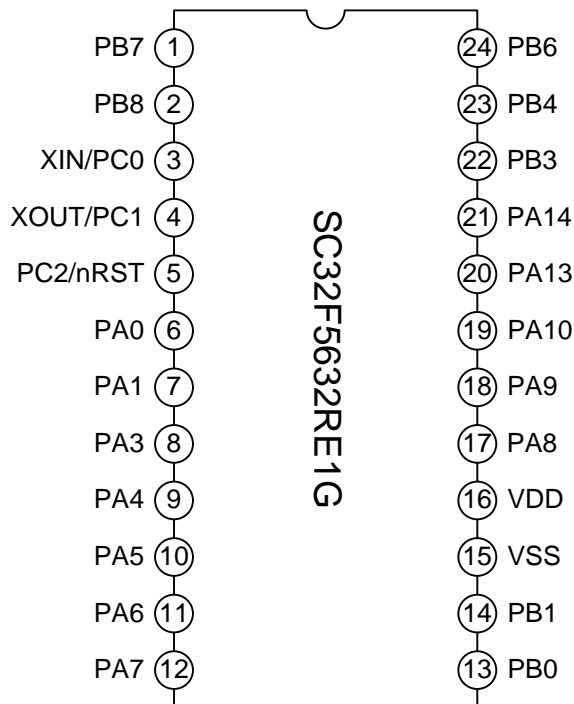 PB7 1
PB8 2
XIN/PC0 3
XOUT/PC1 4
PC2/nRST 5
PA0 6
PA1 7
PA3 8
PA4 9
PA5 10
PA6 11
PA7 12
SC32F5632RE1G
24 PB6
23 PB4
22 PB3
21 PA14
20 PA13
19 PA10
18 PA9
17 PA8
16 VDD
15 VSS
14 PB1
13 PB0